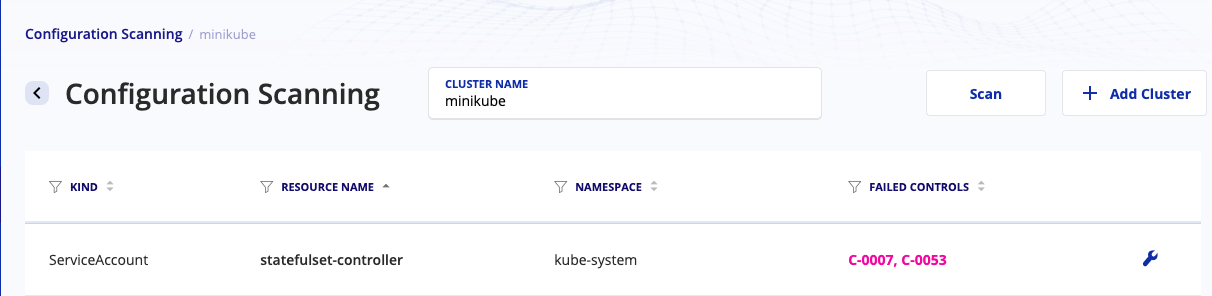 Configuration Scanning / minikube
Configuration Scanning
CLUSTER NAME
minikube
Scan
+ Add Cluster
KIND RESOURCE NAME NAMESPACE FAILED CONTROLS
ServiceAccount statefulset-controller kube-system C-0007, C-0053